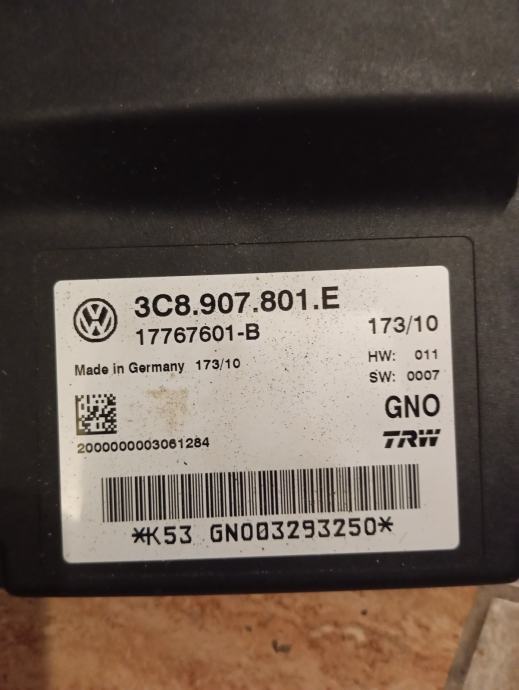 3C8.907.801.E
17767601-B
173/10
Made in Germany 173/10
HW: 011
SW: 0007
GNO
2000000003061284
TRW
*K53 GN003293250*